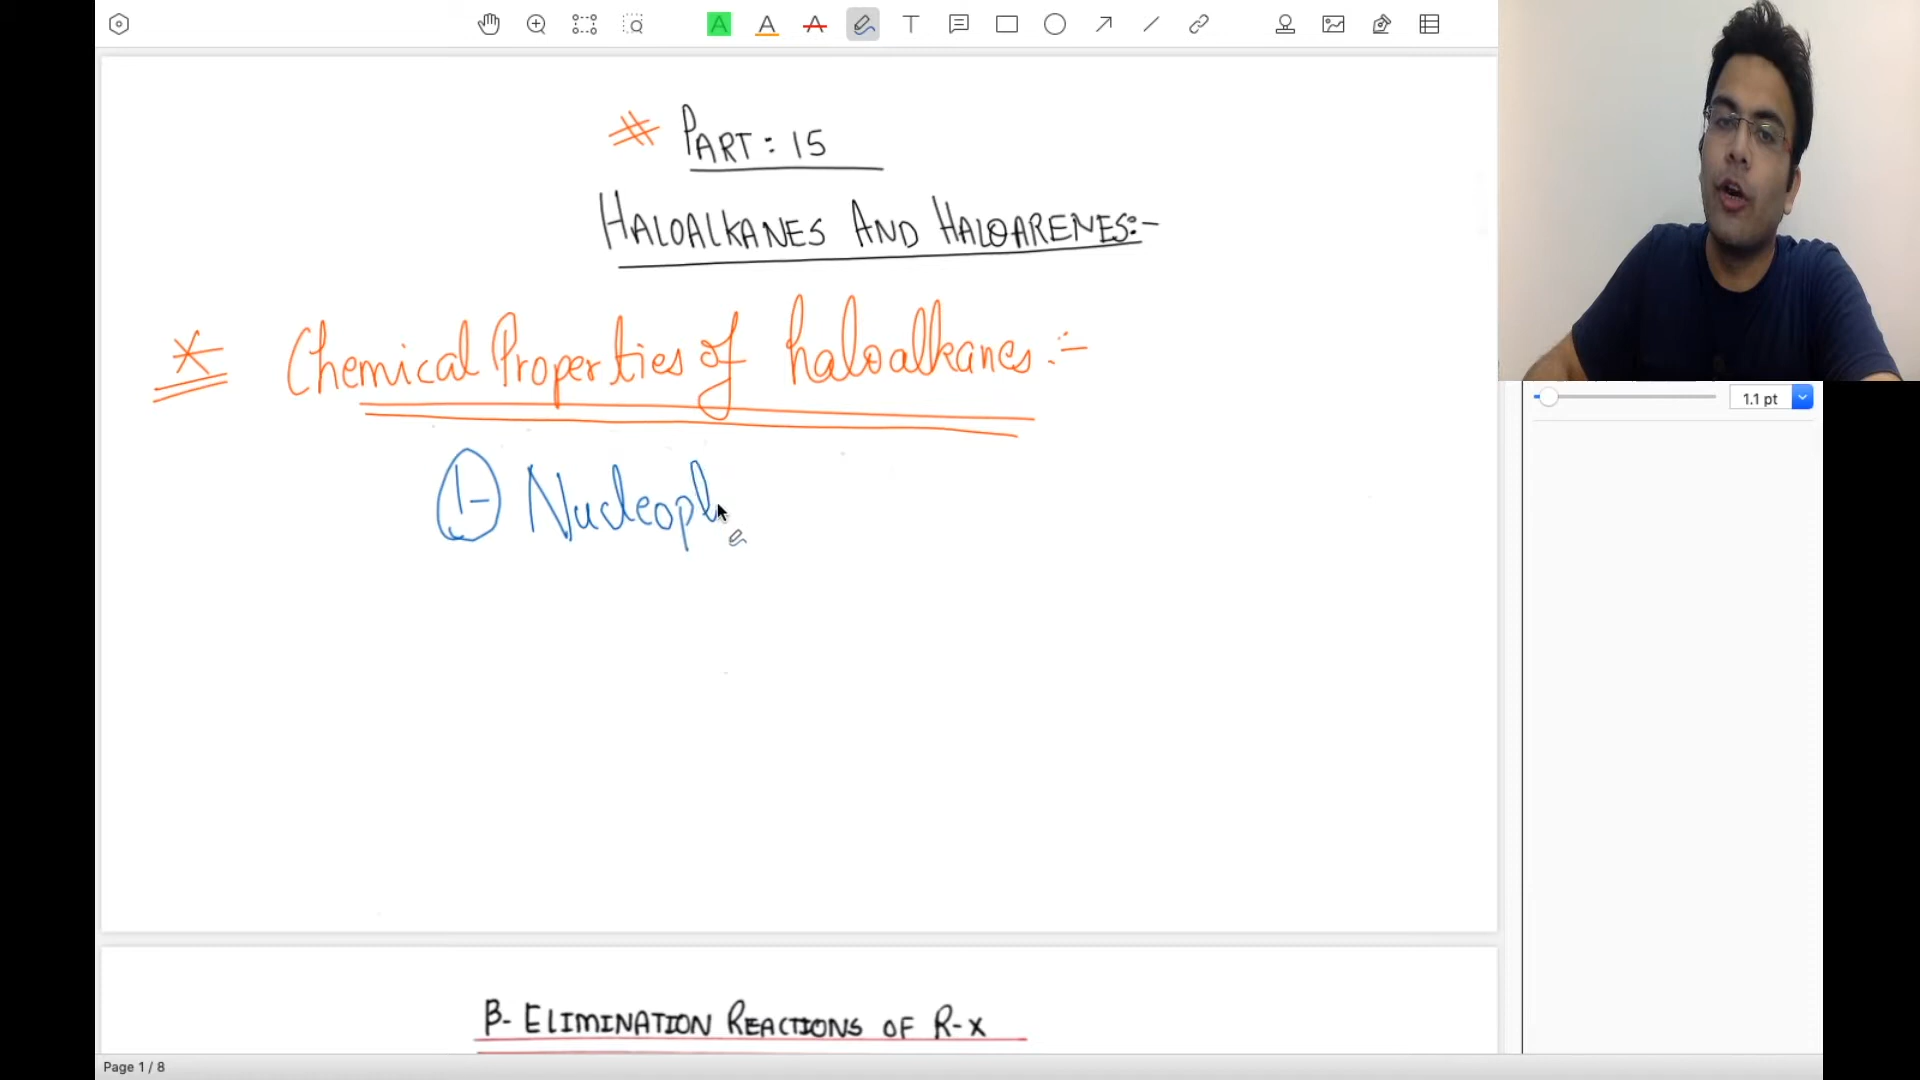 # PART : 15
HALOALKANES AND HALOARENES:-
* Chemical Properties of haloalkanes :-
1.1 pt
1- Nucleoph
β- ELIMINATION REACTIONS OF R-X
Page 1 / 8